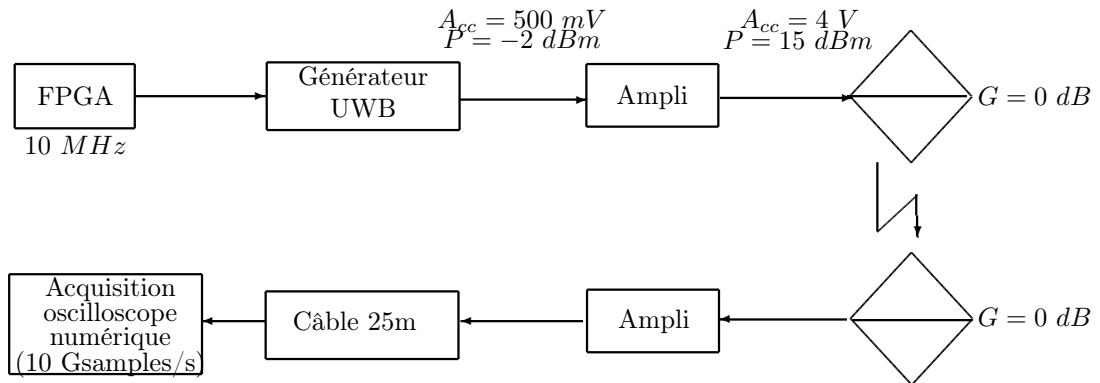 A_cc = 500 mV
P = −2 dBm
A_cc = 4 V
P = 15 dBm
FPGA
10 MHz
Générateur
UWB
Ampli
G = 0 dB
Acquisition
oscilloscope
numérique
(10 Gsamples/s)
Câble 25m
Ampli
G = 0 dB